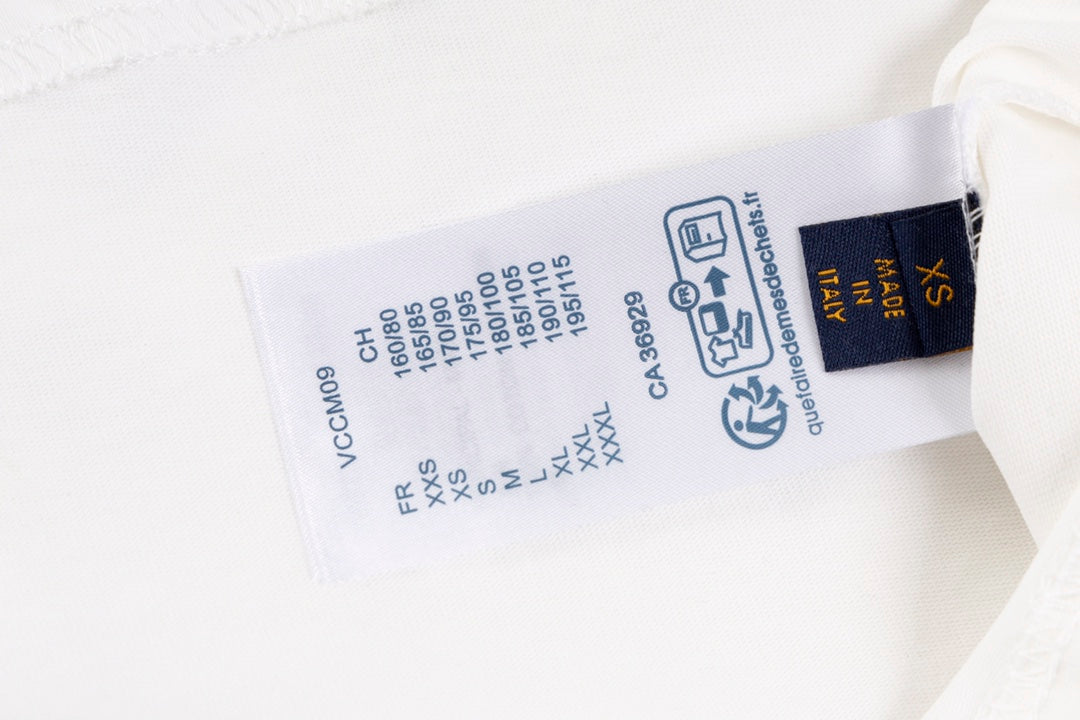 VCCM09
FR CH
XXS 160/80
XS 165/85
S 170/90
M 175/95
L 180/100
XL 185/105
XXL 190/110
XXXL 195/115
CA 36929
FR
quefairedemesdechets.fr
XS
MADE
IN
ITALY